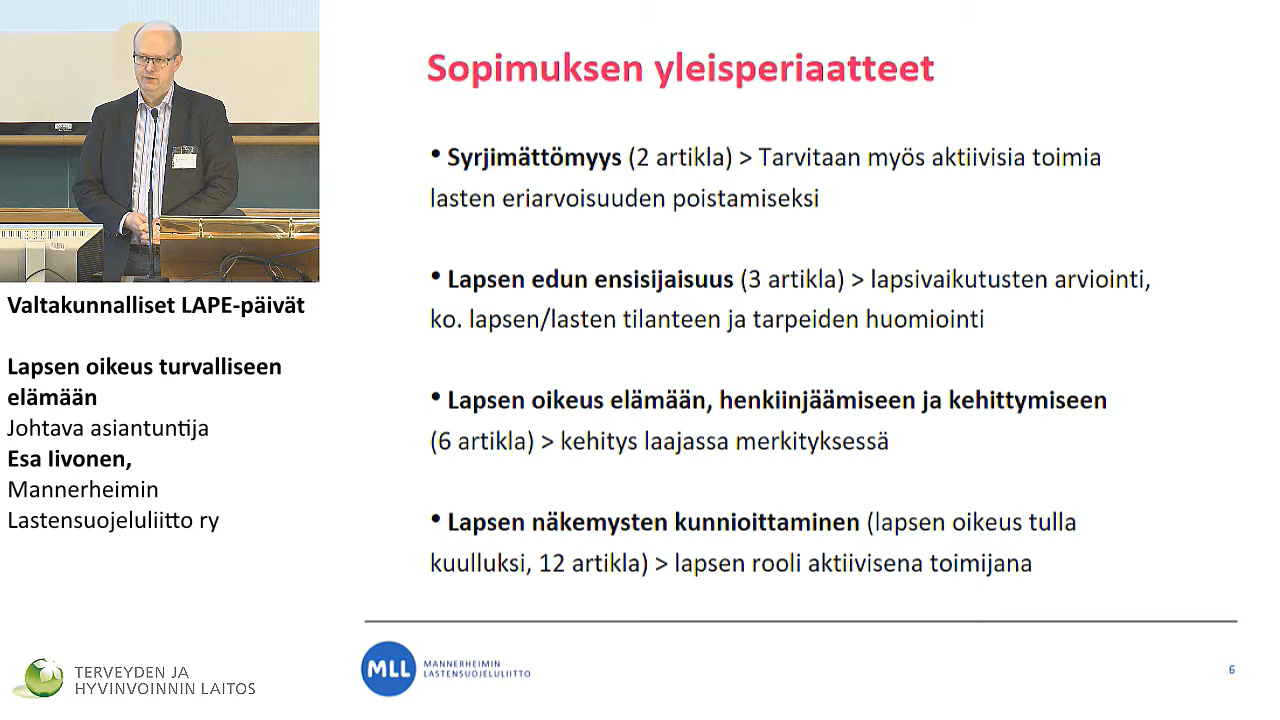 Valtakunnalliset LAPE-päivät
Lapsen oikeus turvalliseen
elämään
Johtava asiantuntija
Esa Iivonen,
Mannerheimin
Lastensuojeluliitto ry
TERVEYDEN JA
HYVINVOINNIN LAITOS
Sopimuksen yleisperiaatteet
• Syrjimättömyys (2 artikla) > Tarvitaan myös aktiivisia toimia
lasten eriarvoisuuden poistamiseksi
• Lapsen edun ensisijaisuus (3 artikla) > lapsivaikutusten arviointi,
ko. lapsen/lasten tilanteen ja tarpeiden huomiointi
• Lapsen oikeus elämään, henkiinjäämiseen ja kehittymiseen
(6 artikla) > kehitys laajassa merkityksessä
• Lapsen näkemysten kunnioittaminen (lapsen oikeus tulla
kuulluksi, 12 artikla) > lapsen rooli aktiivisena toimijana
MLL
MANNERHEIMIN
LASTENSUOJELULIITTO
6